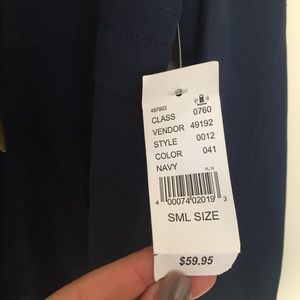 497903
CLASS 0760
VENDOR 49192
STYLE 0012
COLOR 041
NAVY
4 00074 02019 3
SML SIZE
$59.95